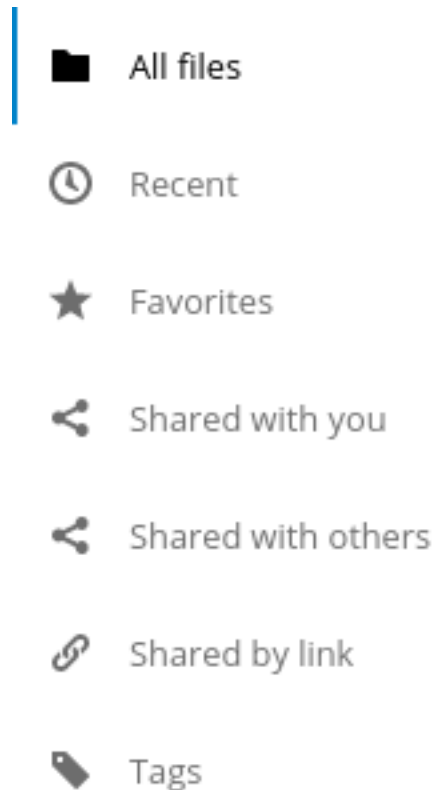 All files
Recent
Favorites
Shared with you
Shared with others
Shared by link
Tags